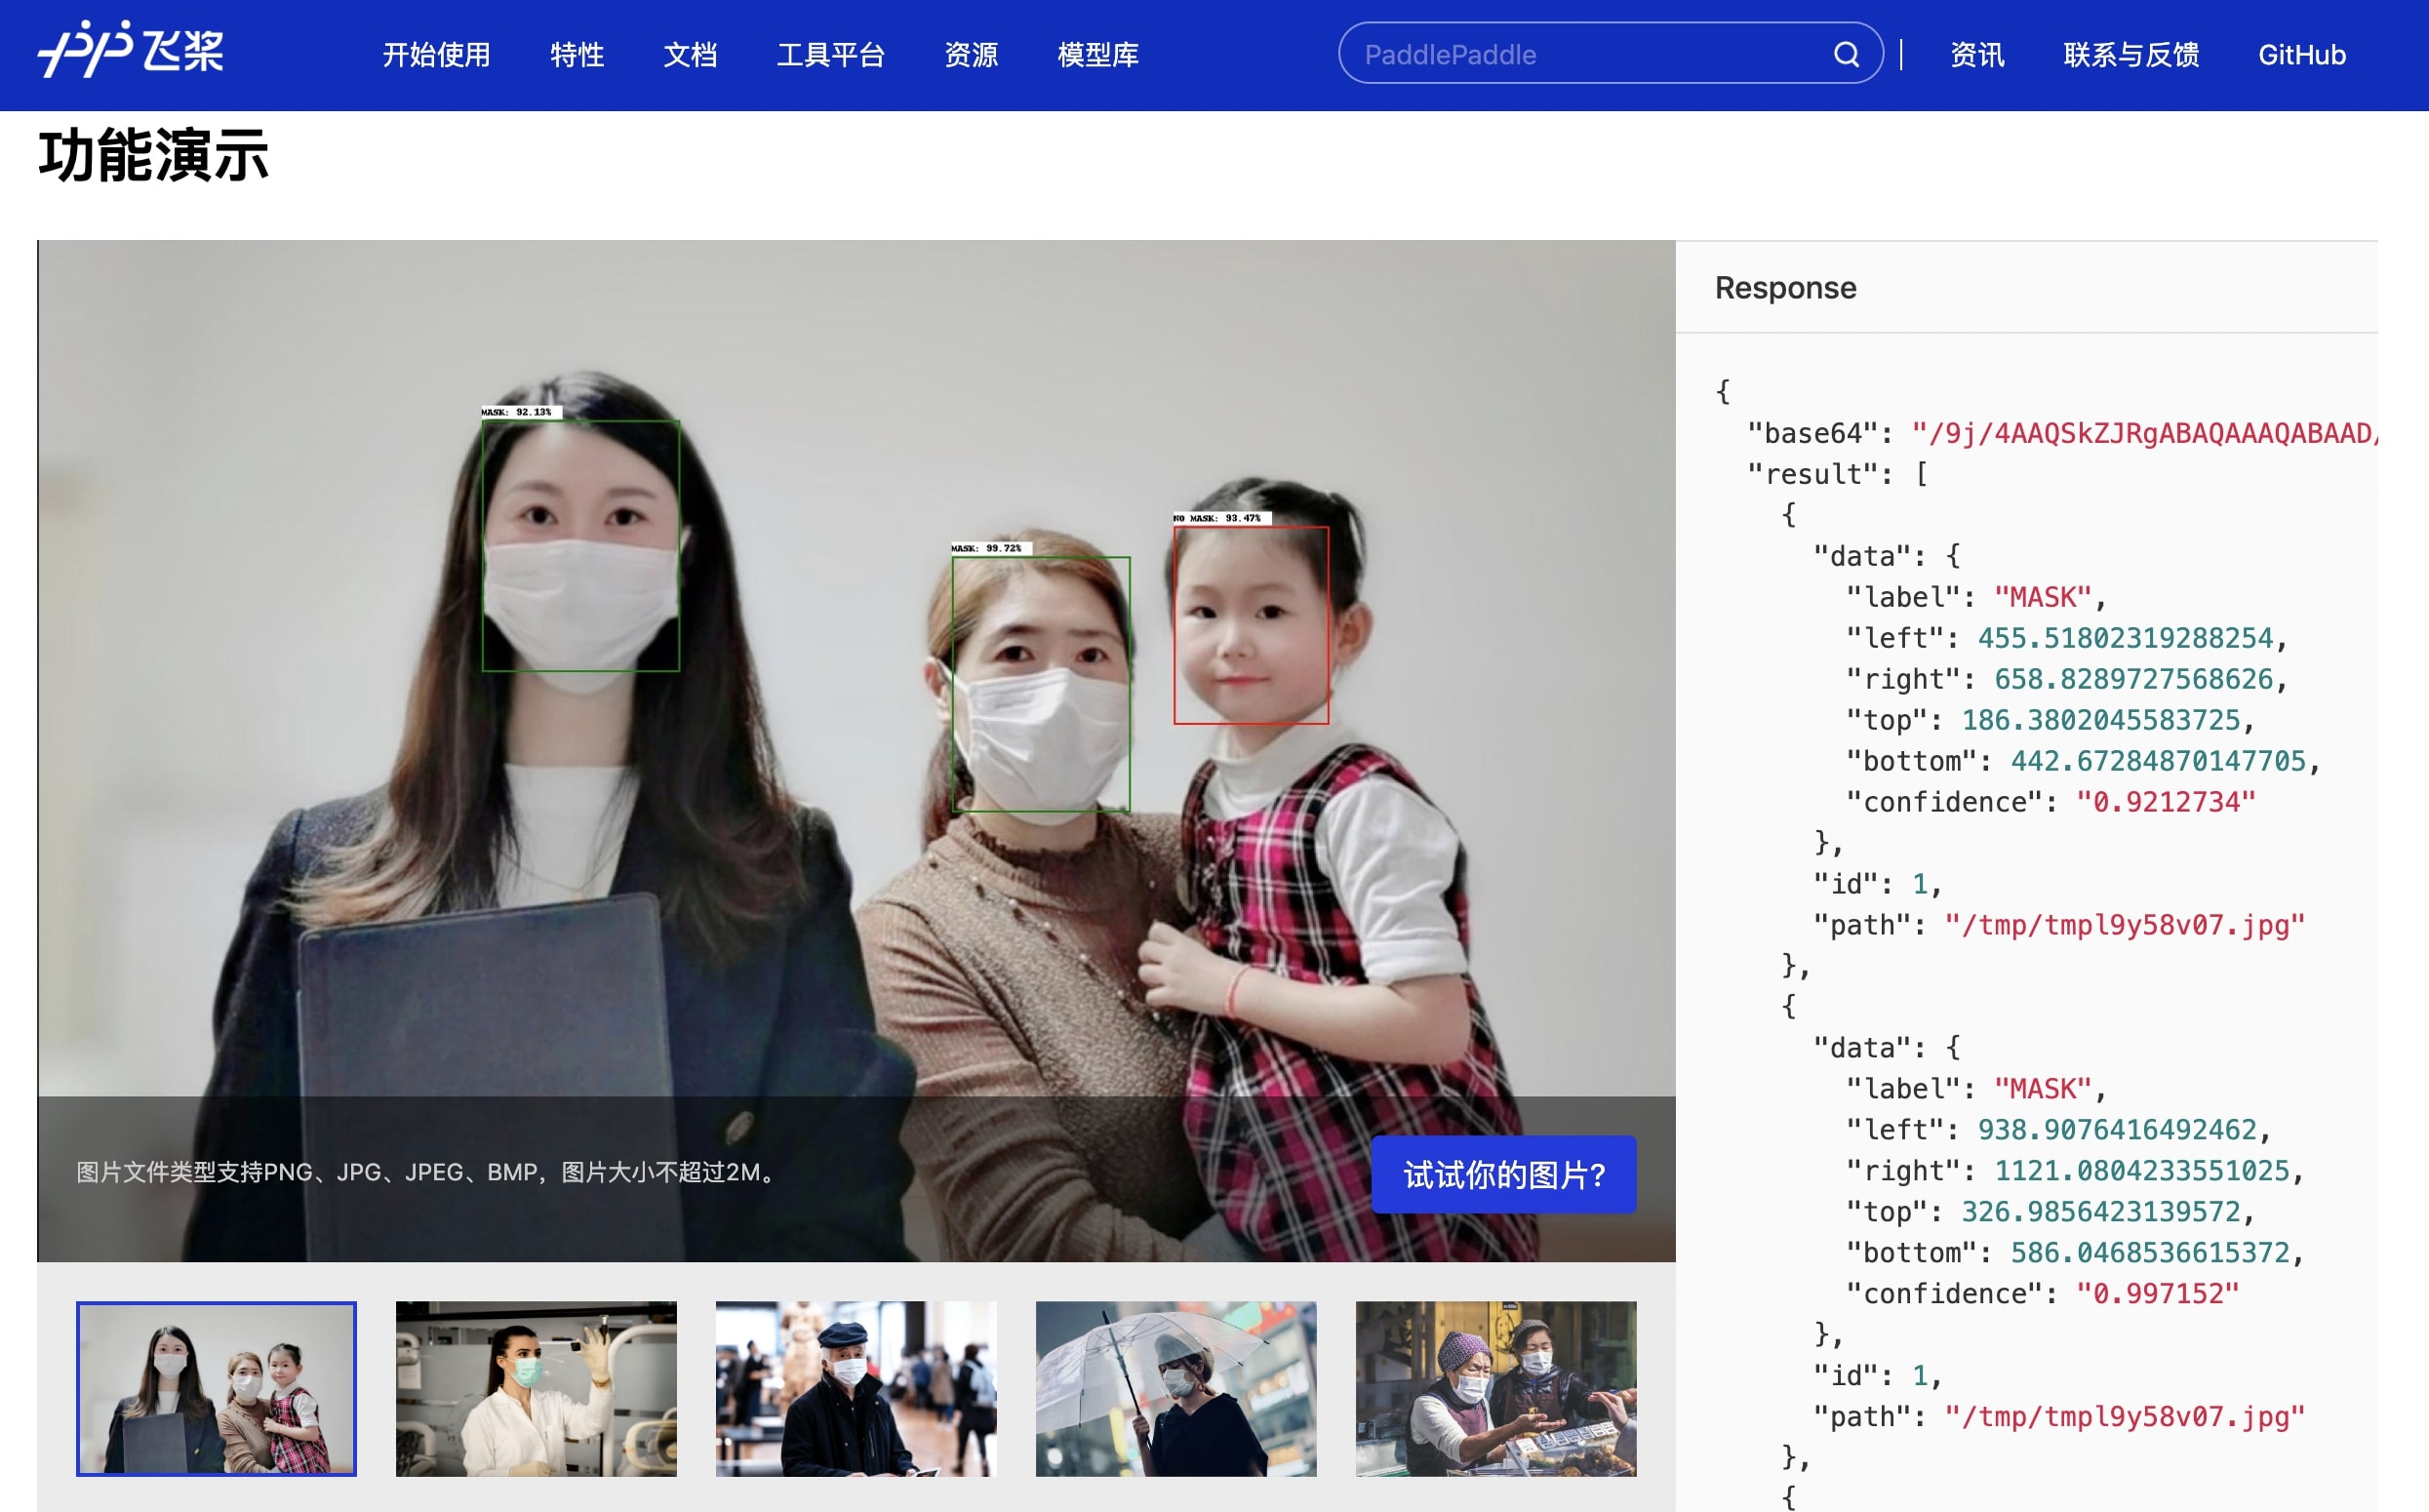 飞桨
开始使用 特性 文档 工具平台 资源 模型库 PaddlePaddle 资讯 联系与反馈 GitHub
功能演示
MASK: 92.13%
MASK: 99.72%
NO MASK: 93.47%
图片文件类型支持PNG、JPG、JPEG、BMP，图片大小不超过2M。
试试你的图片?
Response
{
"base64": "/9j/4AAQSkZJRgABAQAAAQABAAD/
"result": [
{
"data": {
"label": "MASK",
"left": 455.51802319288254,
"right": 658.8289727568626,
"top": 186.3802045583725,
"bottom": 442.67284870147705,
"confidence": "0.9212734"
},
"id": 1,
"path": "/tmp/tmpl9y58v07.jpg"
},
{
"data": {
"label": "MASK",
"left": 938.9076416492462,
"right": 1121.0804233551025,
"top": 326.9856423139572,
"bottom": 586.0468536615372,
"confidence": "0.997152"
},
"id": 1,
"path": "/tmp/tmpl9y58v07.jpg"
},
{